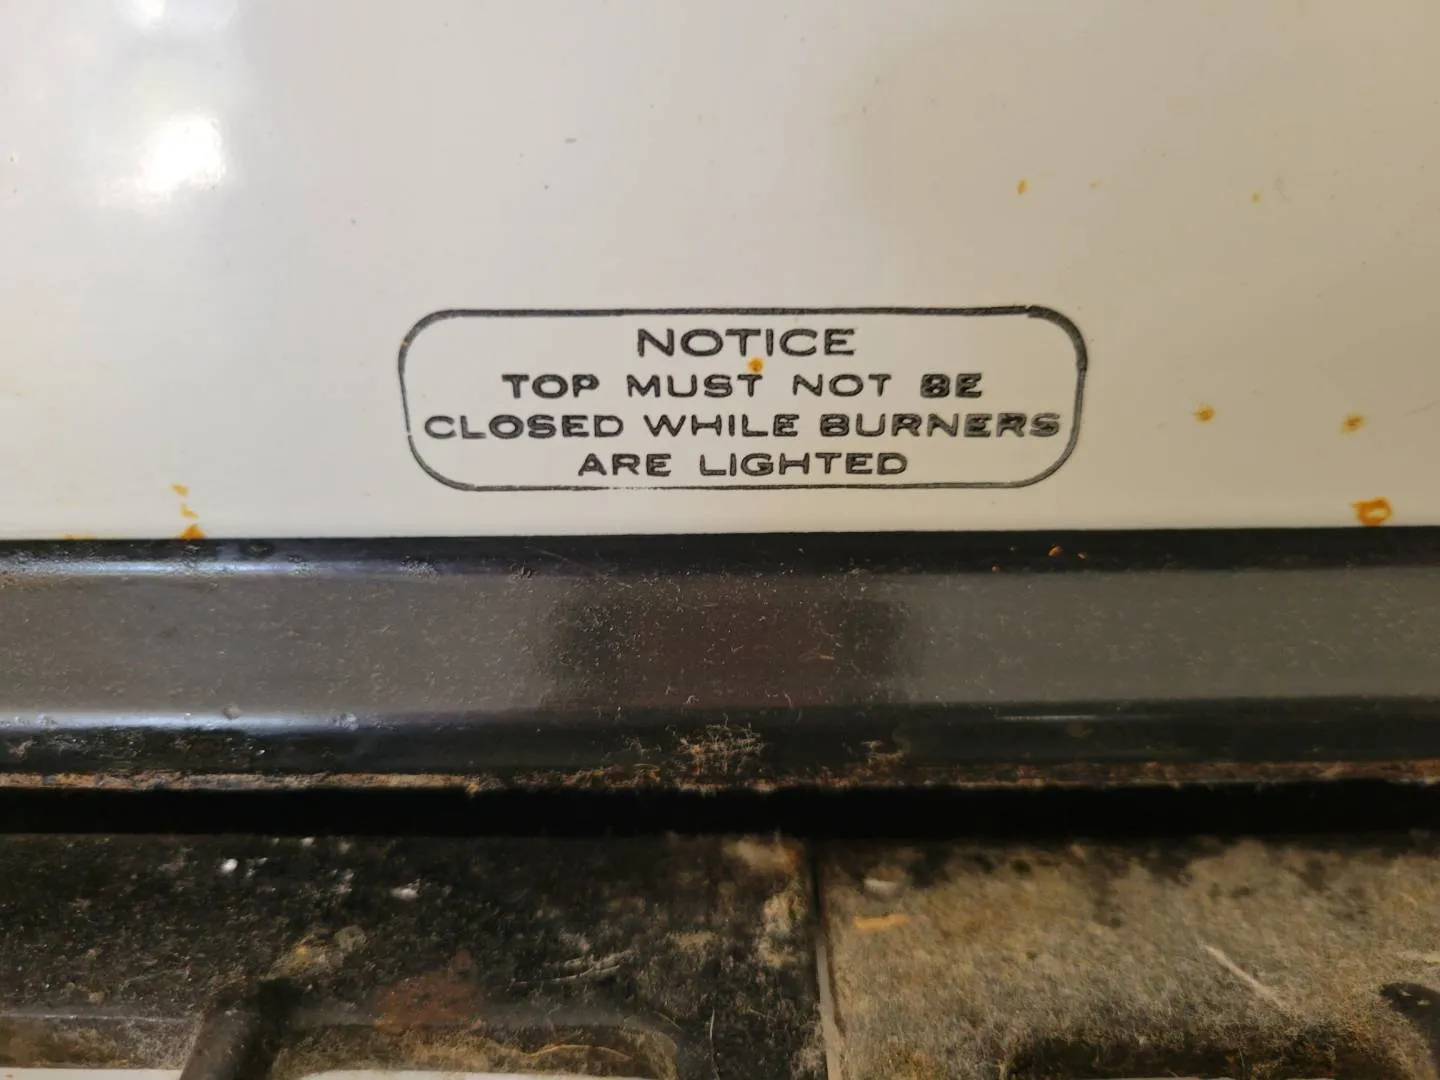 NOTICE
TOP MUST NOT BE
CLOSED WHILE BURNERS
ARE LIGHTED